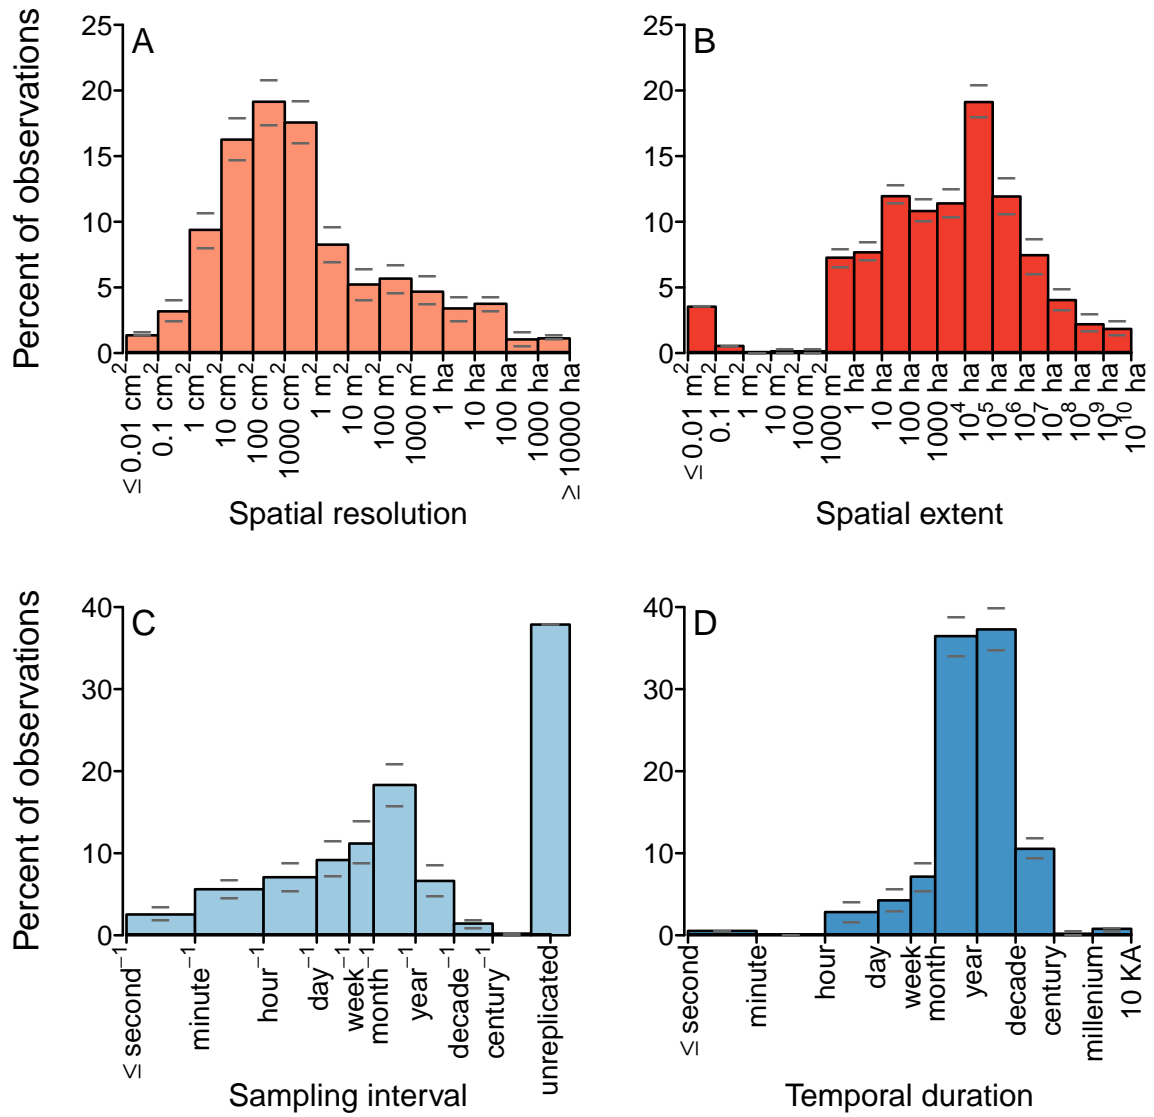 A
Percent of observations
25
20
15
10
5
0
≤ 0.01 cm²
0.1 cm²
1 cm²
10 cm²
100 cm²
1000 cm²
1 m²
10 m²
100 m²
1000 m²
1 ha
10 ha
100 ha
1000 ha
≥ 10000 ha
Spatial resolution
B
25
20
15
10
5
0
≤ 0.01 m²
0.1 m²
1 m²
10 m²
100 m²
1000 m²
1 ha
10 ha
100 ha
1000 ha
10⁴ ha
10⁵ ha
10⁶ ha
10⁷ ha
10⁸ ha
10⁹ ha
10¹⁰ ha
Spatial extent
C
Percent of observations
40
30
20
10
0
≤ second⁻¹
minute⁻¹
hour⁻¹
day⁻¹
week⁻¹
month⁻¹
year⁻¹
decade⁻¹
century⁻¹
unreplicated
Sampling interval
D
40
30
20
10
0
≤ second
minute
hour
day
week
month
year
decade
century
millenium
10 KA
Temporal duration